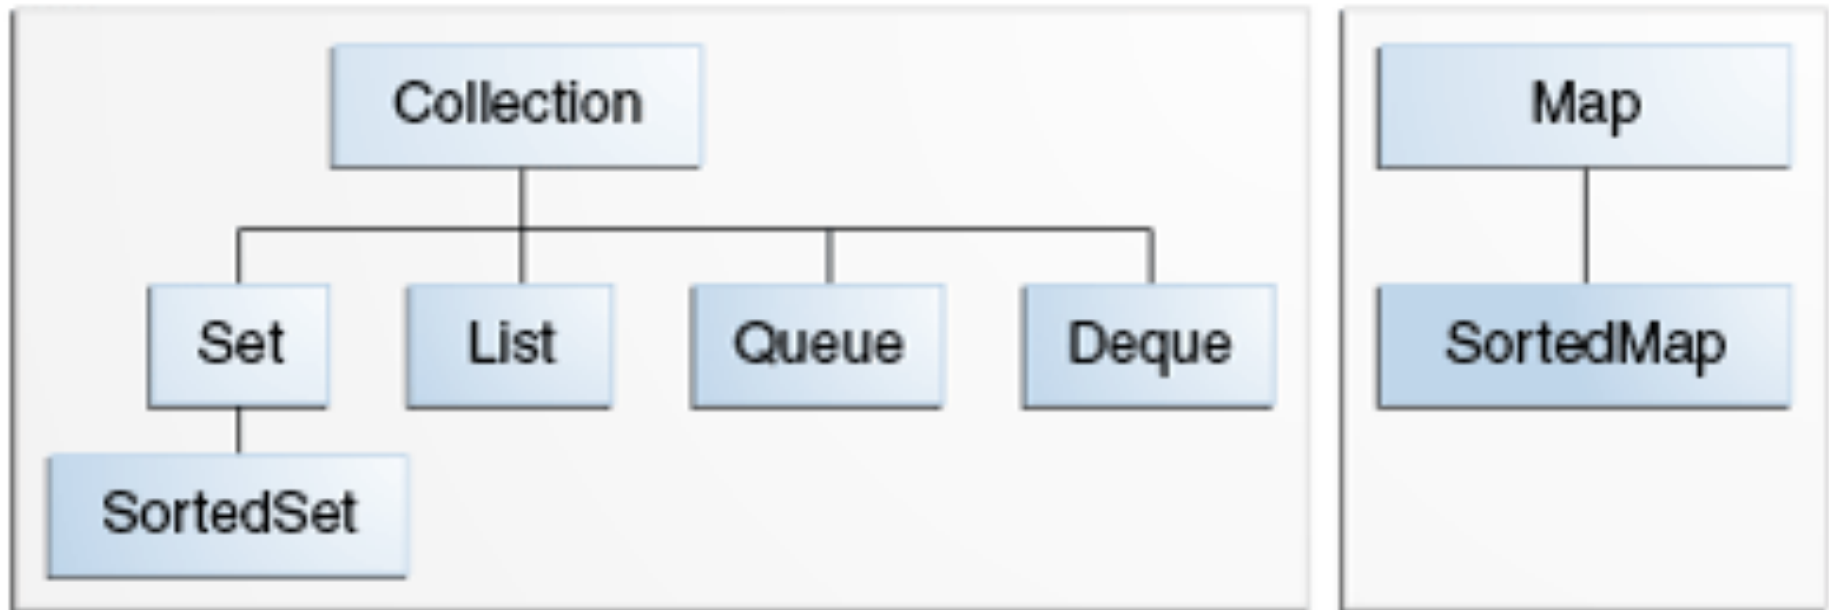 Collection
Map
Set
List
Queue
Deque
SortedMap
SortedSet